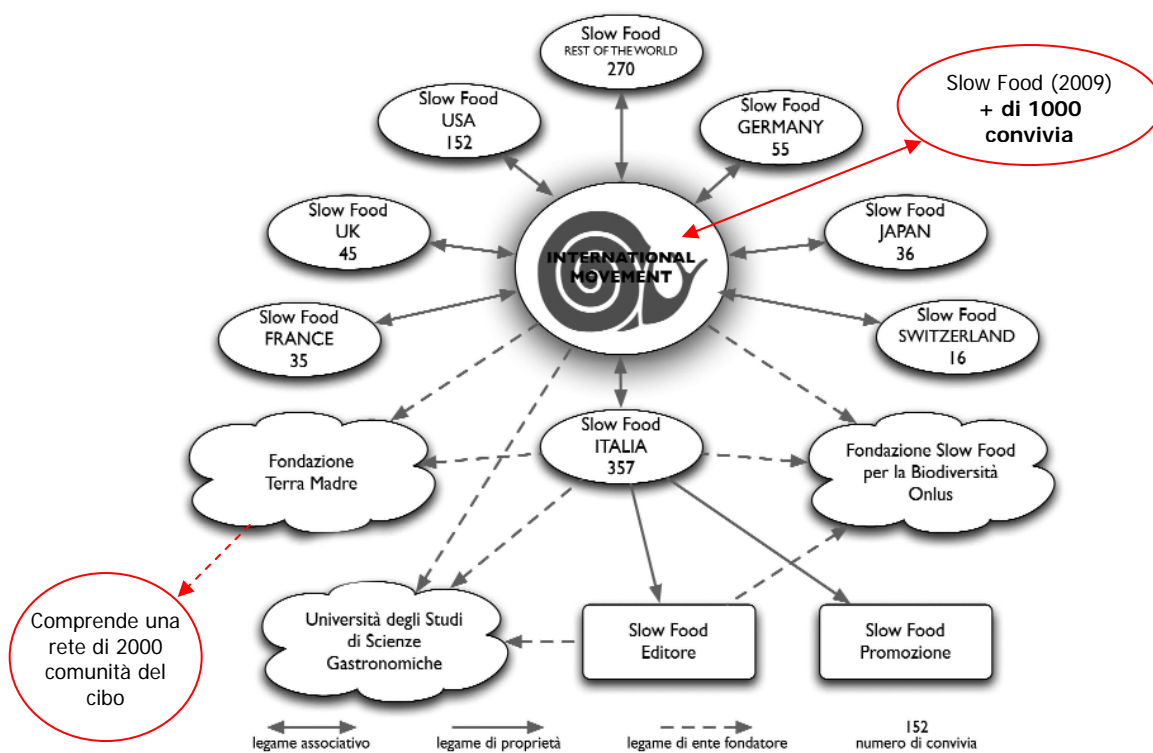 Slow Food
REST OF THE WORLD
270
Slow Food
USA
152
Slow Food
GERMANY
55
Slow Food (2009)
+ di 1000
convivia
Slow Food
UK
45
INTERNATIONAL
MOVEMENT
Slow Food
JAPAN
36
Slow Food
FRANCE
35
Slow Food
SWITZERLAND
16
Fondazione
Terra Madre
Slow Food
ITALIA
357
Fondazione Slow Food
per la Biodiversità
Onlus
Comprende una
rete di 2000
comunità del
cibo
Università degli Studi
di Scienze
Gastronomiche
Slow Food
Editore
Slow Food
Promozione
legame associativo
legame di proprietà
legame di ente fondatore
152
numero di convivia